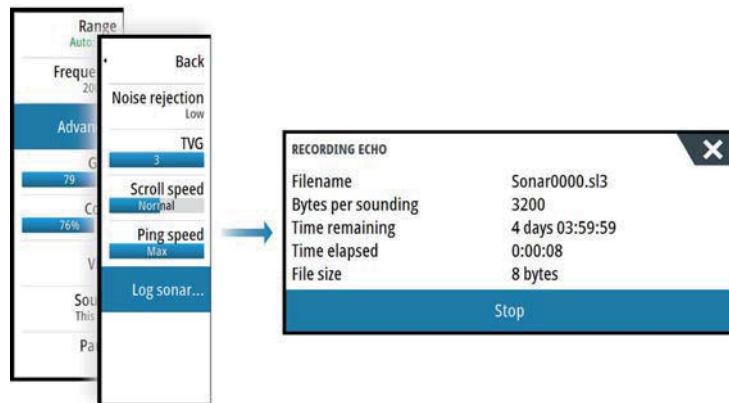 Range
Auto:
Back
Noise rejection
Low
TVG
3
79
Scroll speed
Normal
76%
Ping speed
Max
Log sonar...
RECORDING ECHO
Filename Sonar0000.sl3
Bytes per sounding 3200
Time remaining 4 days 03:59:59
Time elapsed 0:00:08
File size 8 bytes
Stop